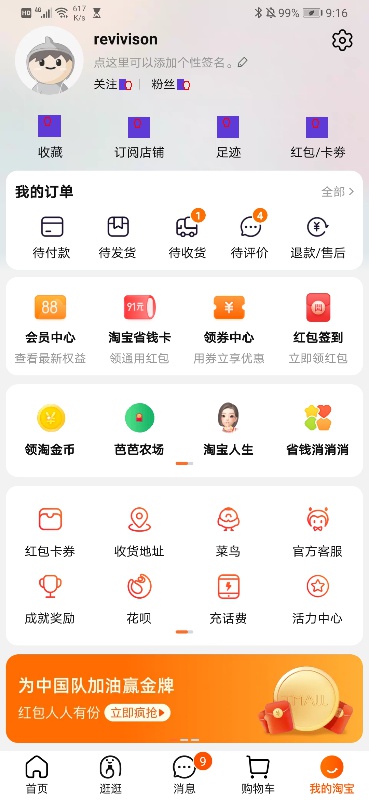 HD 4G 617 K/s 99% 9:16
revivison
点这里可以添加个性签名。
关注 粉丝
收藏 订阅店铺 足迹 红包/卡券
我的订单 全部
1 4
待付款 待发货 待收货 待评价 退款/售后
88 91元
会员中心 淘宝省钱卡 领券中心 红包签到
查看最新权益 领通用红包 用券立享优惠 立即领红包
领淘金币 芭芭农场 淘宝人生 省钱消消消
红包卡券 收货地址 菜鸟 官方客服
成就奖励 花呗 充话费 活力中心
为中国队加油赢金牌
红包人人有份 立即疯抢
TMALL
9
首页 逛逛 消息 购物车 我的淘宝